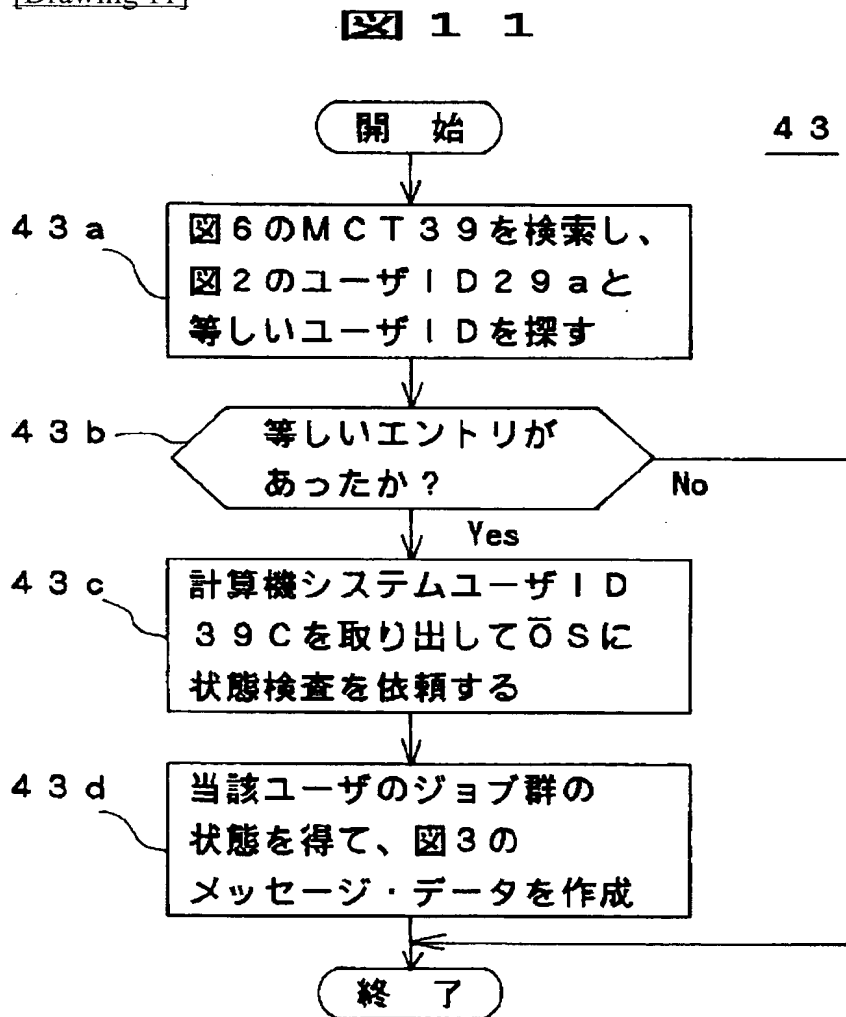 [Drawing 11]
図１１
開 始
４３
４３ａ
図６のＭＣＴ３９を検索し、
図２のユーザＩＤ２９ａと
等しいユーザＩＤを探す
４３ｂ
等しいエントリが
あったか？
No
Yes
４３ｃ
計算機システムユーザＩＤ
３９Ｃを取り出してＯＳに
状態検査を依頼する
４３ｄ
当該ユーザのジョブ群の
状態を得て、図３の
メッセージ・データを作成
終 了